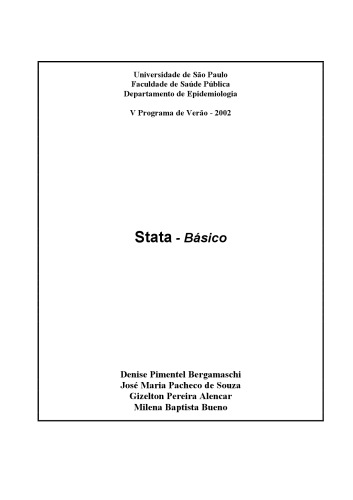 Universidade de São Paulo
Faculdade de Saúde Pública
Departamento de Epidemiologia
V Programa de Verão - 2002
Stata - Básico
Denise Pimentel Bergamaschi
José Maria Pacheco de Souza
Gizelton Pereira Alencar
Milena Baptista Bueno